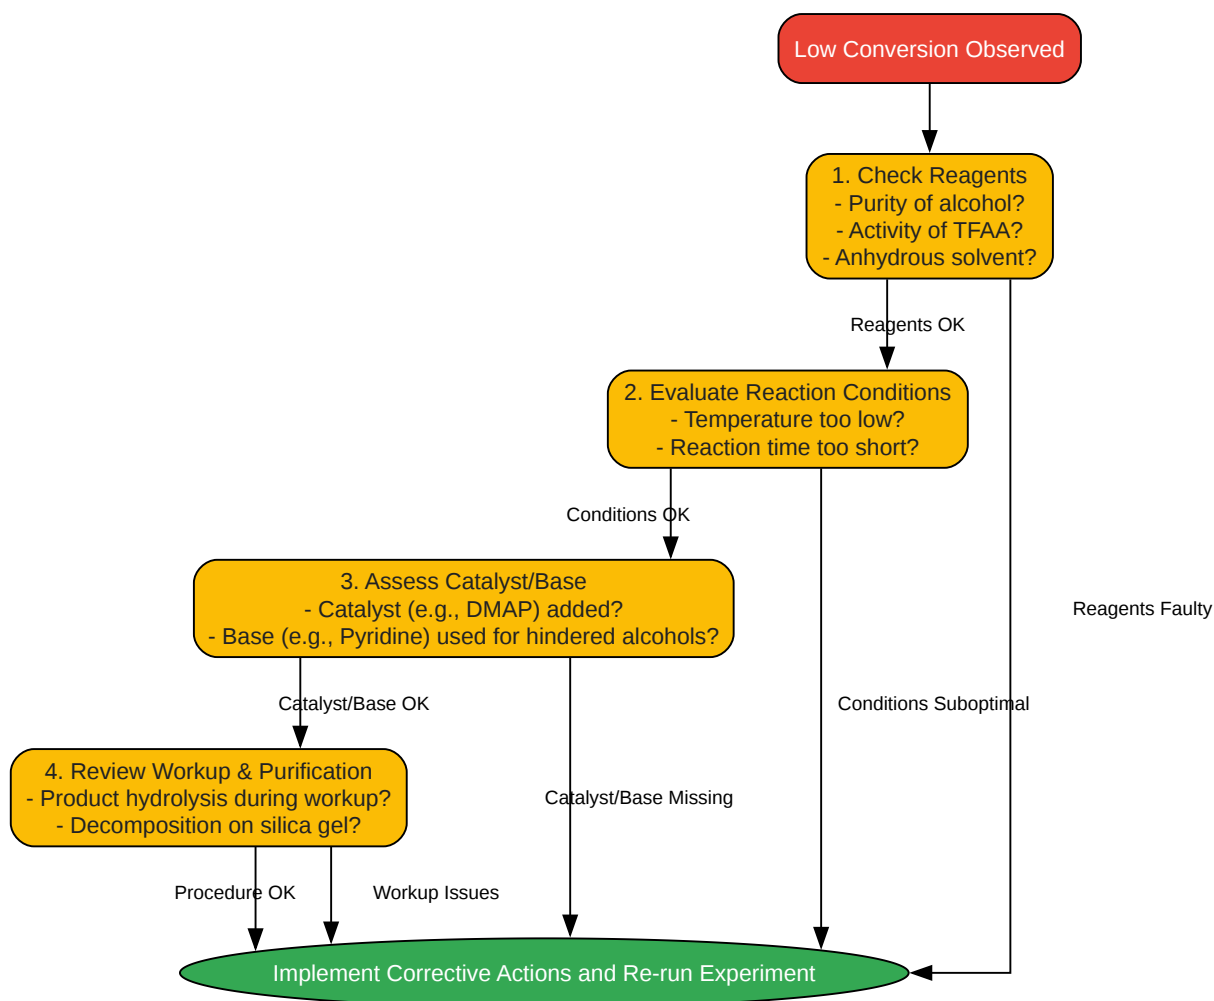 Low Conversion Observed
1. Check Reagents
- Purity of alcohol?
- Activity of TFAA?
- Anhydrous solvent?
Reagents OK
2. Evaluate Reaction Conditions
- Temperature too low?
- Reaction time too short?
Conditions OK
3. Assess Catalyst/Base
- Catalyst (e.g., DMAP) added?
- Base (e.g., Pyridine) used for hindered alcohols?
Reagents Faulty
Catalyst/Base OK
Conditions Suboptimal
4. Review Workup & Purification
- Product hydrolysis during workup?
- Decomposition on silica gel?
Catalyst/Base Missing
Procedure OK
Workup Issues
Implement Corrective Actions and Re-run Experiment